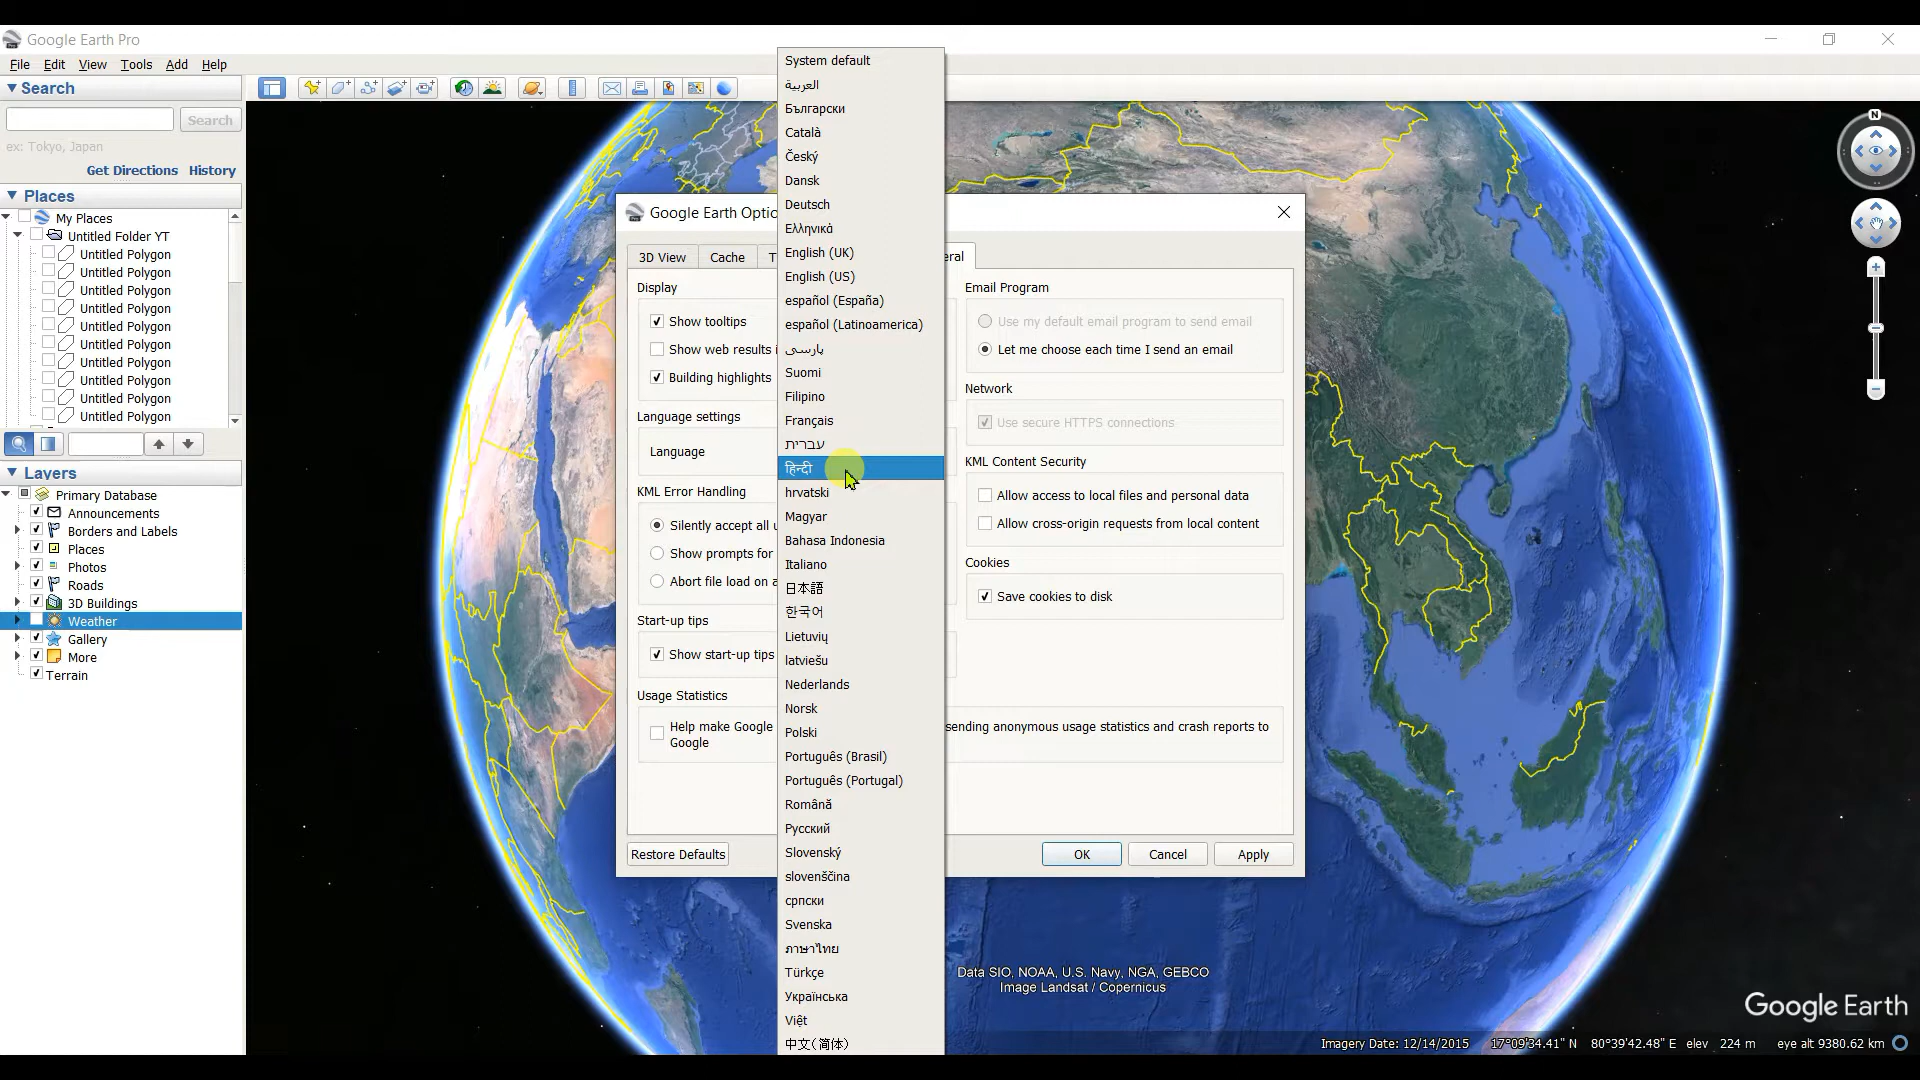 Google Earth Pro
File Edit View Tools Add Help
Search
Search
ex: Tokyo, Japan
Get Directions History
Places
My Places
Untitled Folder YT
Untitled Polygon
Untitled Polygon
Untitled Polygon
Untitled Polygon
Untitled Polygon
Untitled Polygon
Untitled Polygon
Untitled Polygon
Untitled Polygon
Untitled Polygon
Layers
Primary Database
Announcements
Borders and Labels
Places
Photos
Roads
3D Buildings
Weather
Gallery
More
Terrain
System default
العربية
Български
Català
Český
Dansk
Deutsch
Ελληνικά
English (UK)
English (US)
español (España)
español (Latinoamerica)
پارسی
Suomi
Filipino
Français
עברית
हिन्दी
hrvatski
Magyar
Bahasa Indonesia
Italiano
日本語
한국어
Lietuvių
latviešu
Nederlands
Norsk
Polski
Português (Brasil)
Português (Portugal)
Română
Русский
Slovenský
slovenščina
српски
Svenska
ภาษาไทย
Türkçe
Українська
Việt
中文(简体)
Google Earth
3D View Cache
Display
Show tooltips
Show web results
Building highlights
Language settings
Language
KML Error Handling
Silently accept all
Show prompts for
Abort file load on a
Start-up tips
Show start-up tips
Usage Statistics
Help make Google sending anonymous usage statistics and crash reports to
Google
Email Program
Use my default email program to send email
Let me choose each time I send an email
Network
Use secure HTTPS connections
KML Content Security
Allow access to local files and personal data
Allow cross-origin requests from local content
Cookies
Save cookies to disk
Restore Defaults OK Cancel Apply
N
Data SIO, NOAA, U.S. Navy, NGA, GEBCO
Image Landsat / Copernicus
Google Earth
Imagery Date: 12/14/2015 17°09'34.41" N 80°39'42.48" E elev 224 m eye alt 9380.62 km